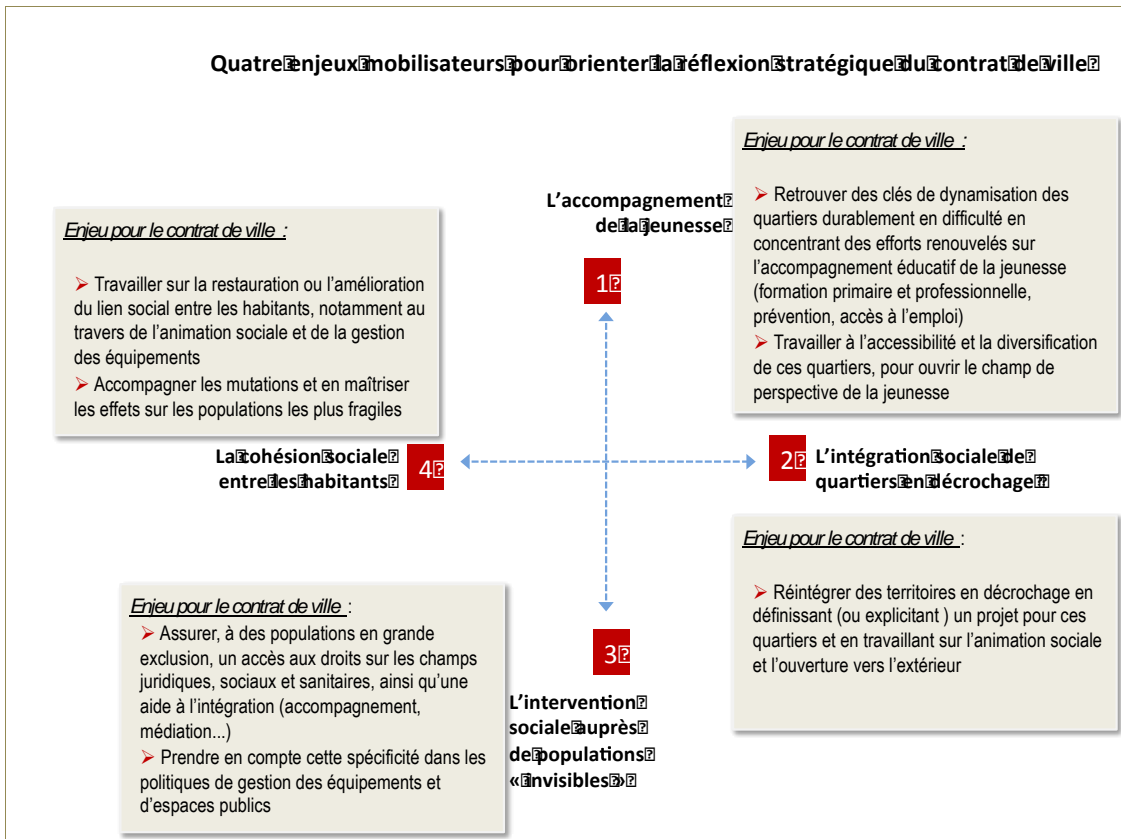 Quatre enjeux mobilisateurs pour orienter la réflexion stratégique du contrat de ville
Enjeu pour le contrat de ville :
➢ Retrouver des clés de dynamisation des
quartiers durablement en difficulté en
concentrant des efforts renouvelés sur
l’accompagnement éducatif de la jeunesse
(formation primaire et professionnelle,
prévention, accès à l’emploi)
➢ Travailler à l’accessibilité et la diversification
de ces quartiers, pour ouvrir le champ de
perspective de la jeunesse
L’accompagnement
de la jeunesse
1
Enjeu pour le contrat de ville :
➢ Travailler sur la restauration ou l’amélioration
du lien social entre les habitants, notamment au
travers de l’animation sociale et de la gestion
des équipements
➢ Accompagner les mutations et en maîtriser
les effets sur les populations les plus fragiles
La cohésion sociale
entre les habitants
4
2
L’intégration sociale de
quartiers en décrochage
Enjeu pour le contrat de ville :
➢ Réintégrer des territoires en décrochage en
définissant (ou explicitant ) un projet pour ces
quartiers et en travaillant sur l’animation sociale
et l’ouverture vers l’extérieur
Enjeu pour le contrat de ville :
➢ Assurer, à des populations en grande
exclusion, un accès aux droits sur les champs
juridiques, sociaux et sanitaires, ainsi qu’une
aide à l’intégration (accompagnement,
médiation...)
➢ Prendre en compte cette spécificité dans les
politiques de gestion des équipements et
d’espaces publics
3
L’intervention
sociale auprès
de populations
« invisibles »